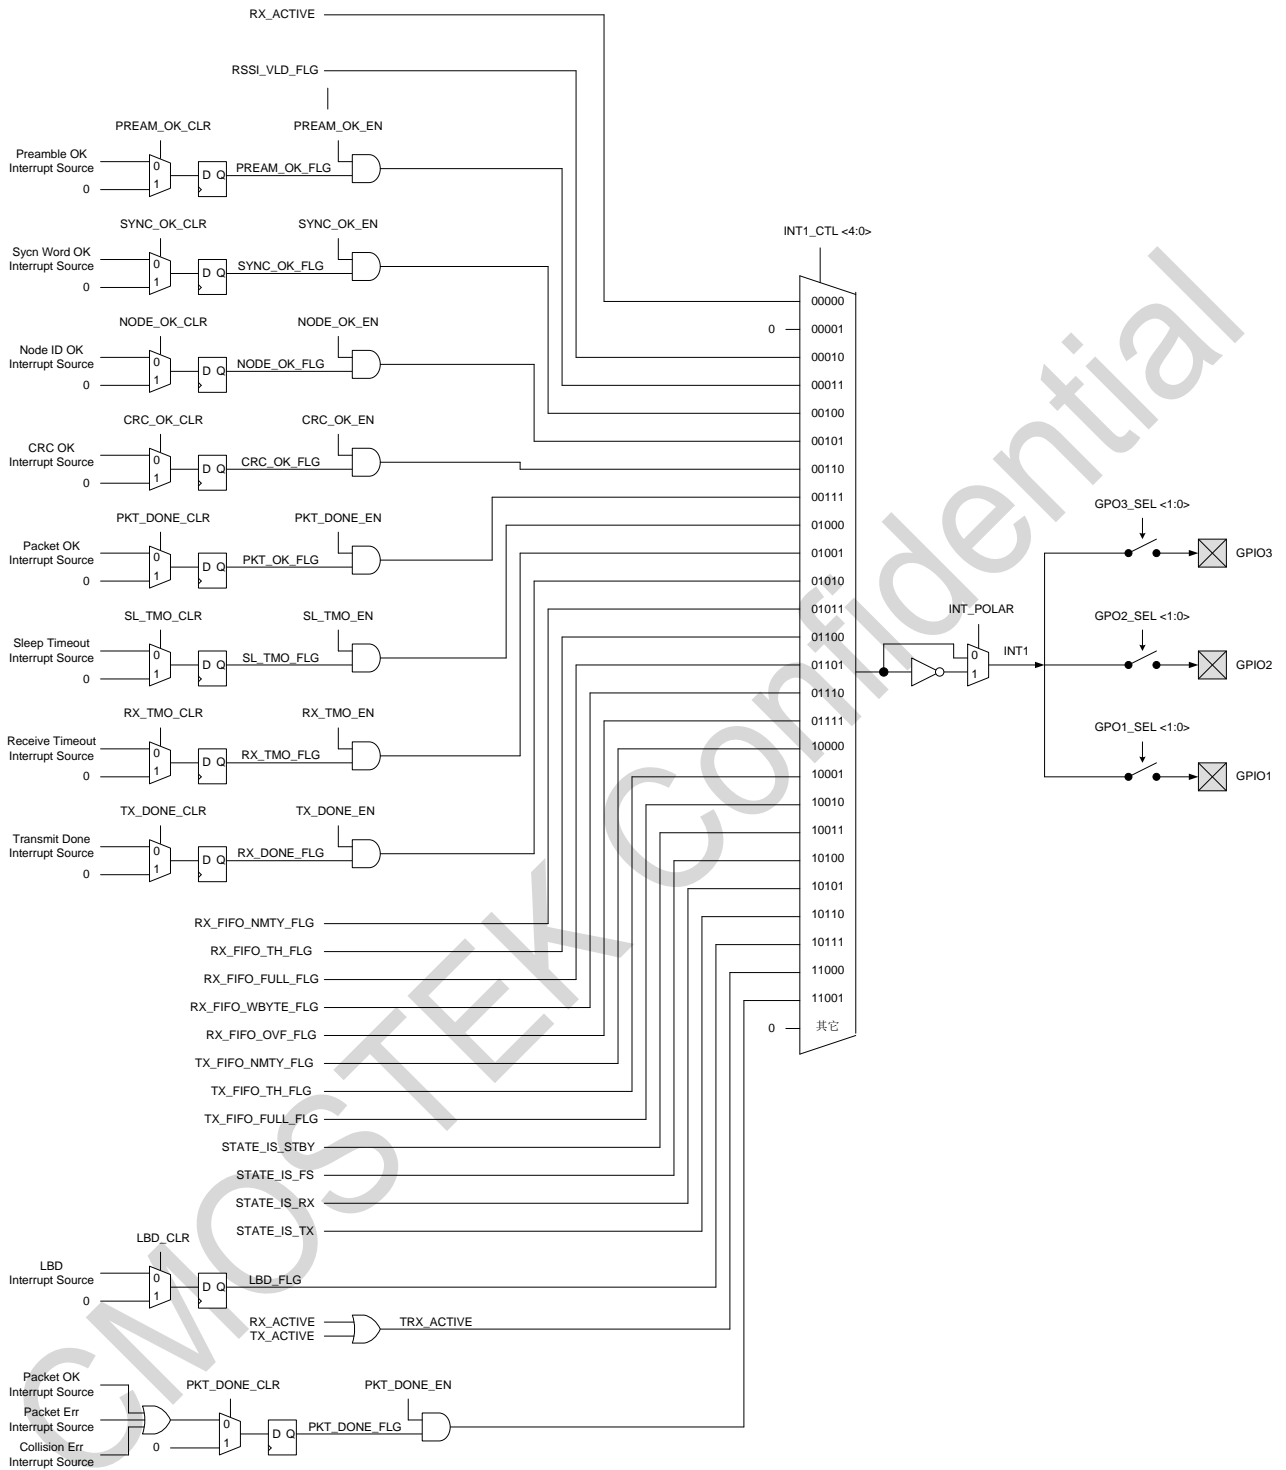 RX_ACTIVE
RSSI_VLD_FLG
PREAM_OK_CLR
PREAM_OK_EN
Preamble OK
Interrupt Source
0
0
1
D Q
PREAM_OK_FLG
SYNC_OK_CLR
SYNC_OK_EN
Sycn Word OK
Interrupt Source
0
0
1
D Q
SYNC_OK_FLG
NODE_OK_CLR
NODE_OK_EN
Node ID OK
Interrupt Source
0
0
1
D Q
NODE_OK_FLG
CRC_OK_CLR
CRC_OK_EN
CRC OK
Interrupt Source
0
0
1
D Q
CRC_OK_FLG
PKT_DONE_CLR
PKT_DONE_EN
Packet OK
Interrupt Source
0
0
1
D Q
PKT_OK_FLG
SL_TMO_CLR
SL_TMO_EN
Sleep Timeout
Interrupt Source
0
0
1
D Q
SL_TMO_FLG
RX_TMO_CLR
RX_TMO_EN
Receive Timeout
Interrupt Source
0
0
1
D Q
RX_TMO_FLG
TX_DONE_CLR
TX_DONE_EN
Transmit Done
Interrupt Source
0
0
1
D Q
RX_DONE_FLG
RX_FIFO_NMTY_FLG
RX_FIFO_TH_FLG
RX_FIFO_FULL_FLG
RX_FIFO_WBYTE_FLG
RX_FIFO_OVF_FLG
TX_FIFO_NMTY_FLG
TX_FIFO_TH_FLG
TX_FIFO_FULL_FLG
STATE_IS_STBY
STATE_IS_FS
STATE_IS_RX
STATE_IS_TX
LBD_CLR
LBD
Interrupt Source
0
0
1
D Q
LBD_FLG
RX_ACTIVE
TX_ACTIVE
TRX_ACTIVE
Packet OK
Interrupt Source
Packet Err
Interrupt Source
Collision Err
Interrupt Source
PKT_DONE_CLR
PKT_DONE_EN
0
0
1
D Q
PKT_DONE_FLG
INT1_CTL <4:0>
00000
0
00001
00010
00011
00100
00101
00110
00111
01000
01001
01010
01011
01100
01101
01110
01111
10000
10001
10010
10011
10100
10101
10110
10111
11000
11001
0
其它
INT_POLAR
0
1
INT1
GPO3_SEL <1:0>
GPIO3
GPO2_SEL <1:0>
GPIO2
GPO1_SEL <1:0>
GPIO1
CMOSTEK Confidential